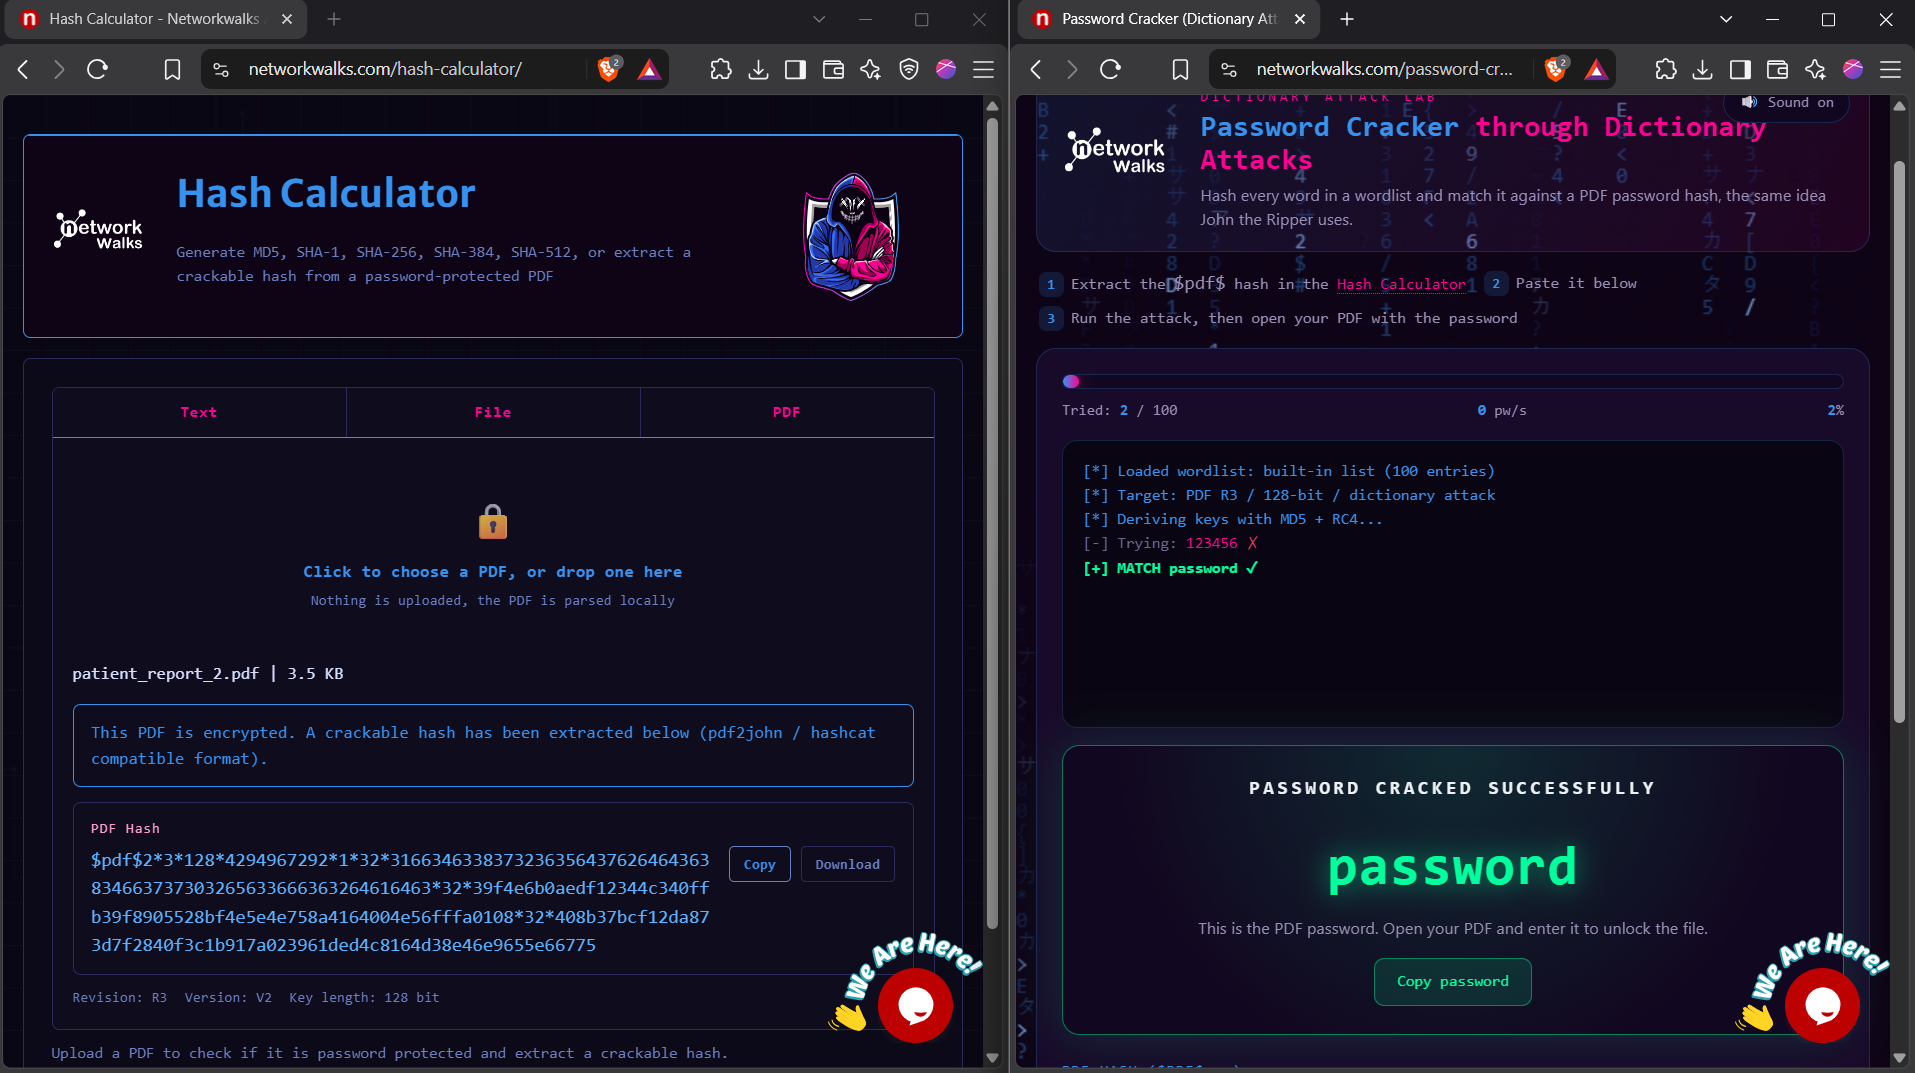 Hash Calculator - Networkwalks
networkwalks.com/hash-calculator/
2
network
Walks
Hash Calculator
Generate MD5, SHA-1, SHA-256, SHA-384, SHA-512, or extract a
crackable hash from a password-protected PDF
Text
File
PDF
Click to choose a PDF, or drop one here
Nothing is uploaded, the PDF is parsed locally
patient_report_2.pdf | 3.5 KB
This PDF is encrypted. A crackable hash has been extracted below (pdf2john / hashcat
compatible format).
PDF Hash
$pdf$2*3*128*4294967292*1*32*31663463383732363564376264643​63
83466373730326563366636326461​6463*32*39f4e6b0aedf12344c340ff
b39f8905528bf4e5e4e758a4164004e56fffa0108*32*408b37bcf12da87
3d7f2840f3c1b917a023961ded4c8164d38e46e9655e66775
Copy
Download
Revision: R3 Version: V2 Key length: 128 bit
Upload a PDF to check if it is password protected and extract a crackable hash.
We Are Here!
Password Cracker (Dictionary Att
networkwalks.com/password-cr...
2
DICTIONARY ATTACK LAB
Sound on
network
Walks
Password Cracker through Dictionary
Attacks
Hash every word in a wordlist and match it against a PDF password hash, the same idea
John the Ripper uses.
1 Extract the $pdf$ hash in the Hash Calculator 2 Paste it below
3 Run the attack, then open your PDF with the password
Tried: 2 / 100
0 pw/s
2%
[*] Loaded wordlist: built-in list (100 entries)
[*] Target: PDF R3 / 128-bit / dictionary attack
[*] Deriving keys with MD5 + RC4...
[-] Trying: 123456 ✗
[+] MATCH password ✓
PASSWORD CRACKED SUCCESSFULLY
password
This is the PDF password. Open your PDF and enter it to unlock the file.
Copy password
We Are Here!